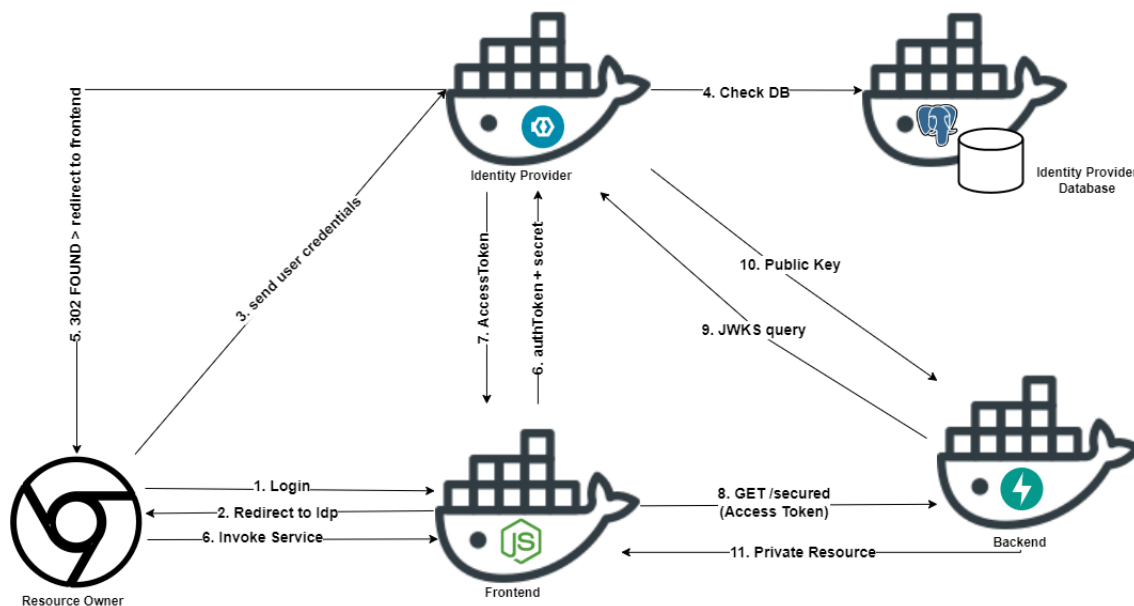 4. Check DB
Identity Provider
Identity Provider
Database
5. 302 FOUND > redirect to frontend
3. send user credentials
7. AccessToken
6. authToken + secret
10. Public Key
9. JWKS query
1. Login
2. Redirect to Idp
6. Invoke Service
8. GET /secured
(Access Token)
11. Private Resource
JS
Resource Owner
Frontend
Backend